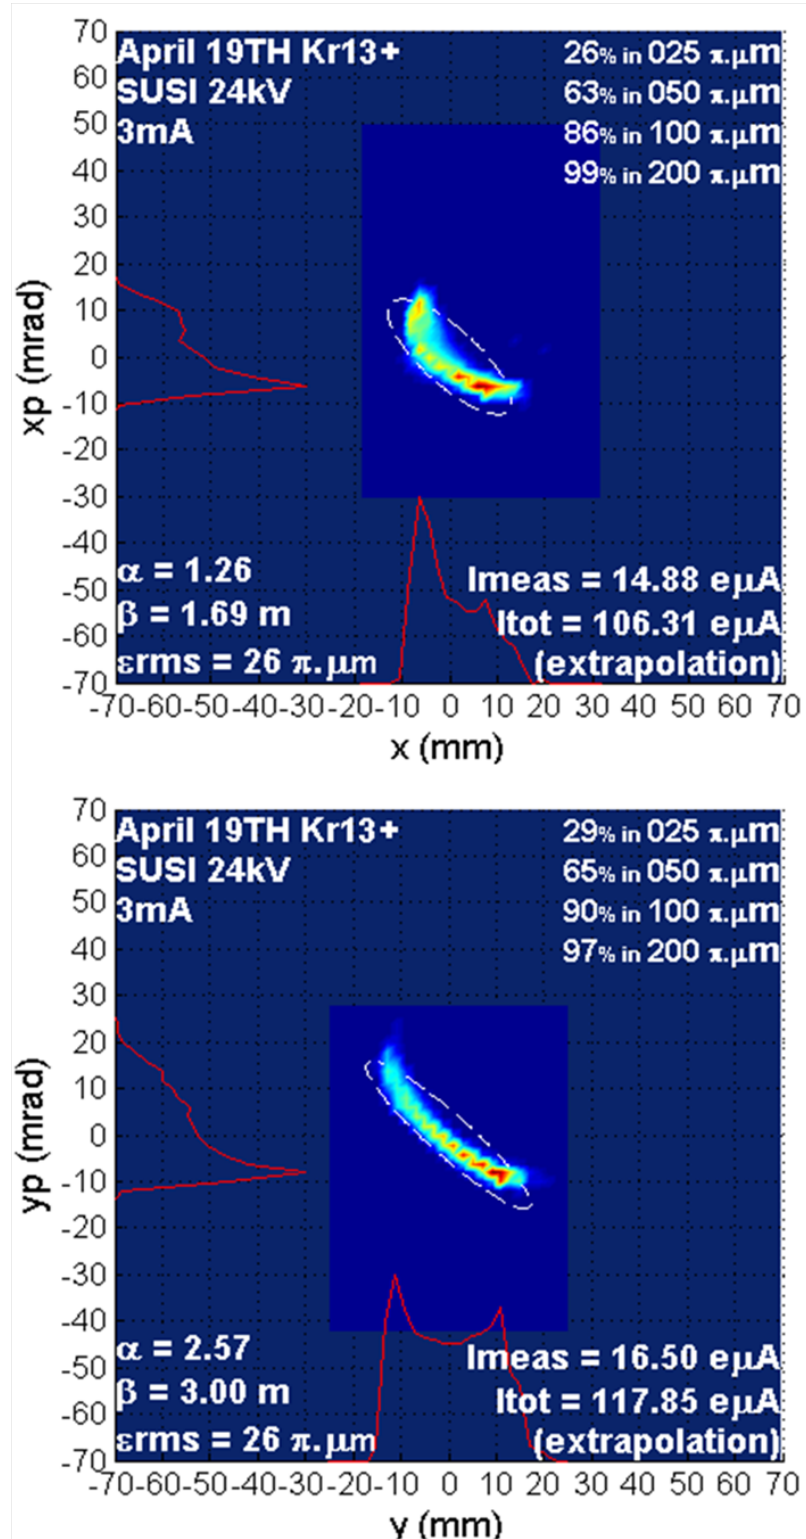 70
60
50
40
30
20
10
0
-10
-20
-30
-40
-50
-60
-70
xp (mrad)
April 19TH Kr13+
SUSI 24kV
3mA
26% in 025 π.μm
63% in 050 π.μm
86% in 100 π.μm
99% in 200 π.μm
α = 1.26
β = 1.69 m
εrms = 26 π.μm
Imeas = 14.88 eμA
Itot = 106.31 eμA
(extrapolation)
-70-60-50-40-30-20-10 0 10 20 30 40 50 60 70
x (mm)
70
60
50
40
30
20
10
0
-10
-20
-30
-40
-50
-60
-70
yp (mrad)
April 19TH Kr13+
SUSI 24kV
3mA
29% in 025 π.μm
65% in 050 π.μm
90% in 100 π.μm
97% in 200 π.μm
α = 2.57
β = 3.00 m
εrms = 26 π.μm
Imeas = 16.50 eμA
Itot = 117.85 eμA
(extrapolation)
-70-60-50-40-30-20-10 0 10 20 30 40 50 60 70
y (mm)